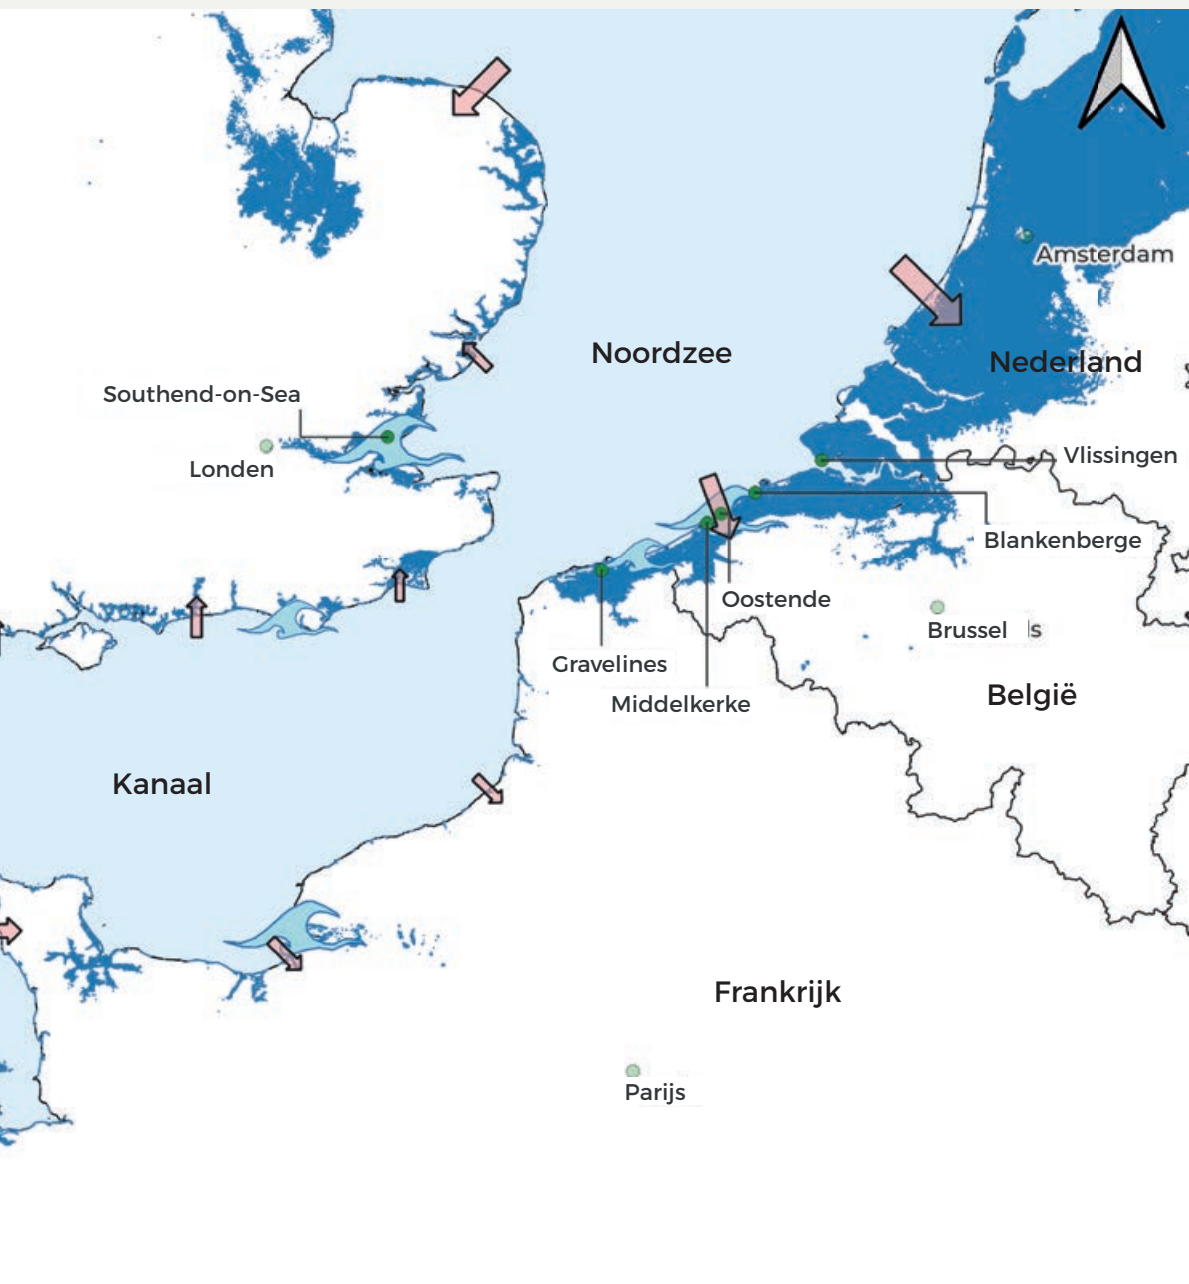 Amsterdam
Noordzee
Nederland
Southend-on-Sea
Vlissingen
Londen
Blankenberge
Oostende
Brussel s
Gravelines
België
Middelkerke
Kanaal
Frankrijk
Parijs